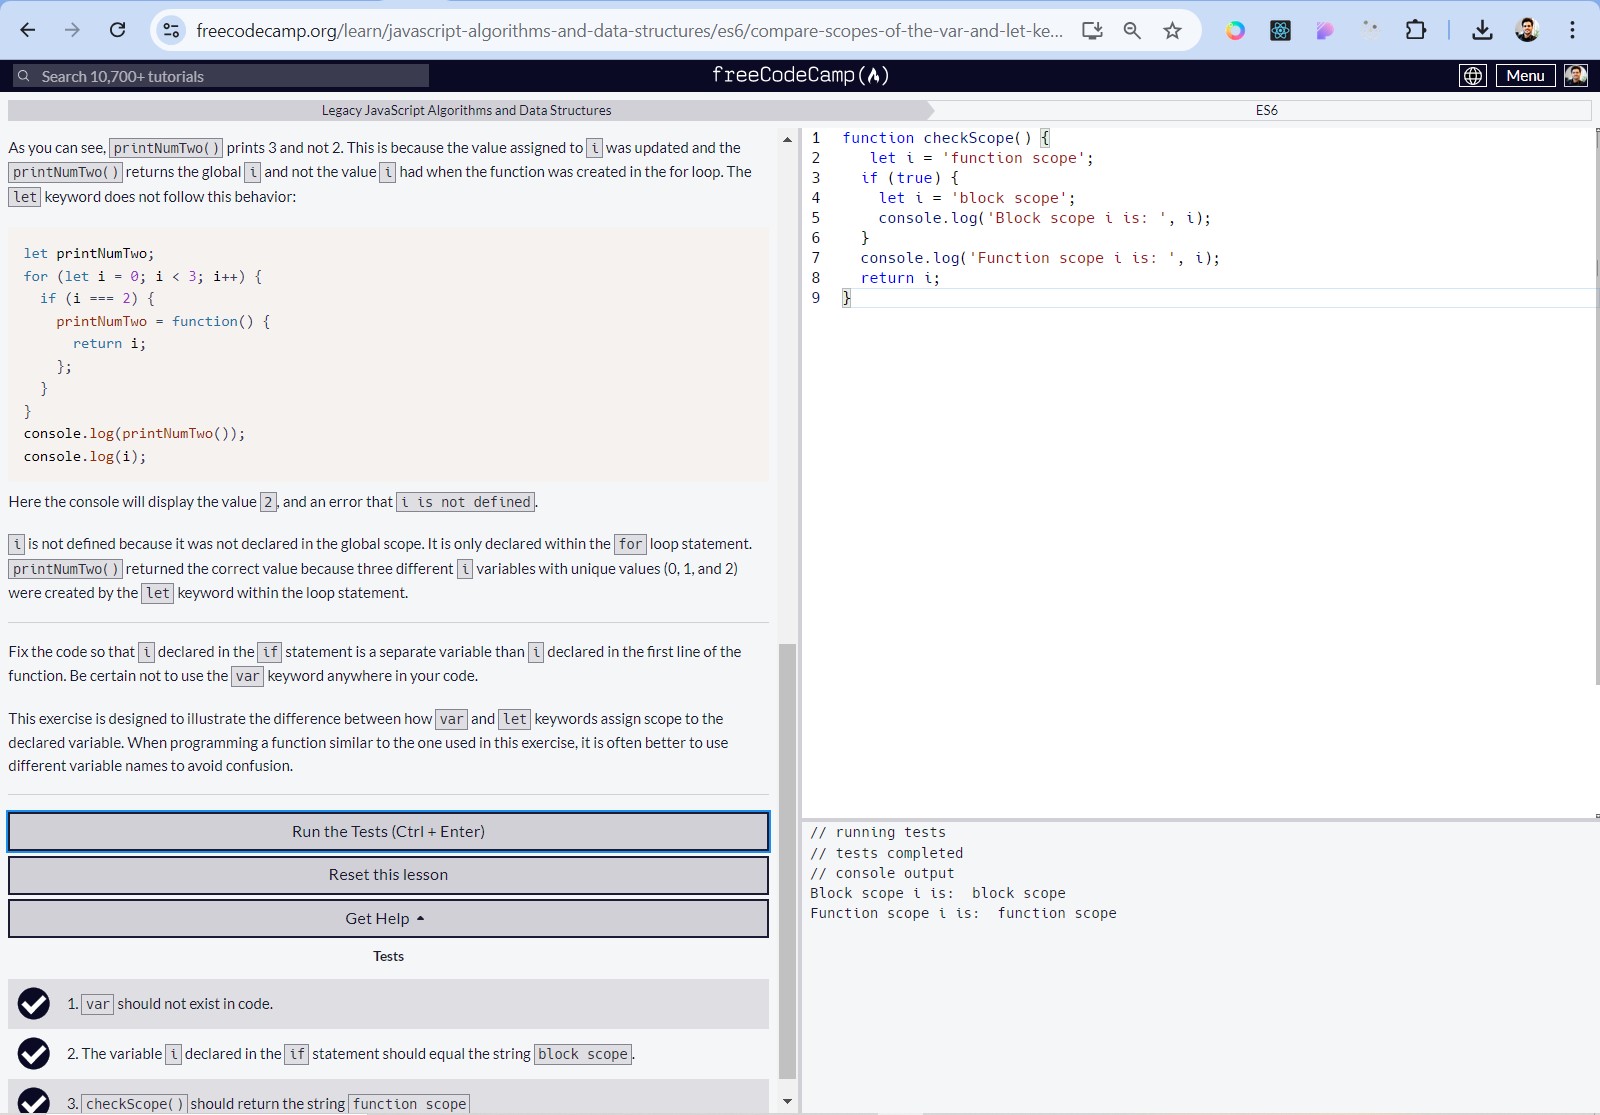 freecodecamp.org/learn/javascript-algorithms-and-data-structures/es6/compare-scopes-of-the-var-and-let-ke...
Search 10,700+ tutorials
freeCodeCamp
Menu
Legacy JavaScript Algorithms and Data Structures
ES6
As you can see, printNumTwo() prints 3 and not 2. This is because the value assigned to i was updated and the
printNumTwo() returns the global i and not the value i had when the function was created in the for loop. The
let keyword does not follow this behavior:
let printNumTwo;
for (let i = 0; i < 3; i++) {
  if (i === 2) {
    printNumTwo = function() {
      return i;
    };
  }
}
console.log(printNumTwo());
console.log(i);
Here the console will display the value 2, and an error that i is not defined.
i is not defined because it was not declared in the global scope. It is only declared within the for loop statement.
printNumTwo() returned the correct value because three different i variables with unique values (0, 1, and 2)
were created by the let keyword within the loop statement.
Fix the code so that i declared in the if statement is a separate variable than i declared in the first line of the
function. Be certain not to use the var keyword anywhere in your code.
This exercise is designed to illustrate the difference between how var and let keywords assign scope to the
declared variable. When programming a function similar to the one used in this exercise, it is often better to use
different variable names to avoid confusion.
Run the Tests (Ctrl + Enter)
Reset this lesson
Get Help
Tests
1. var should not exist in code.
2. The variable i declared in the if statement should equal the string block scope.
3. checkScope() should return the string function scope
1 function checkScope() {
2    let i = 'function scope';
3   if (true) {
4     let i = 'block scope';
5     console.log('Block scope i is: ', i);
6   }
7   console.log('Function scope i is: ', i);
8   return i;
9 }
// running tests
// tests completed
// console output
Block scope i is:  block scope
Function scope i is:  function scope